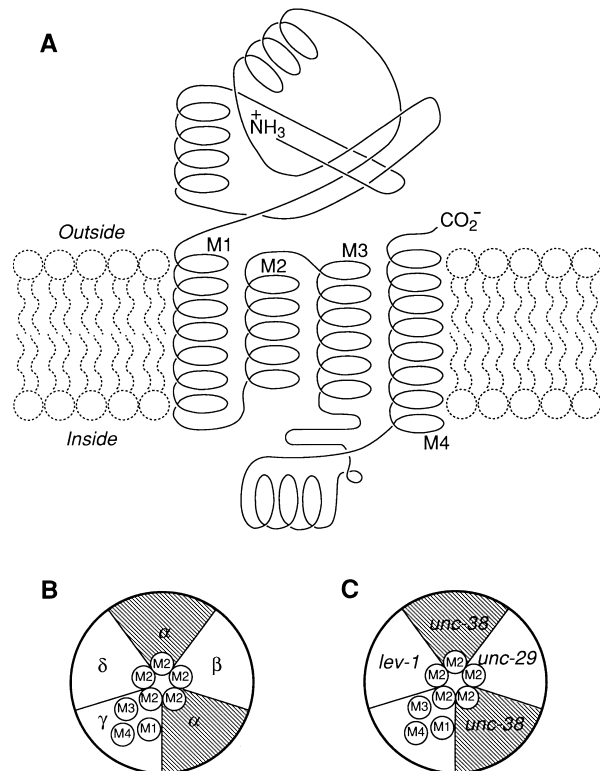 A
+
NH3
CO2−
Outside
M1
M2
M3
Inside
M4
B
C
α
unc-38
δ
M2
β
lev-1
M2
unc-29
M2
M2
M2
M2
M2
M2
M2
M2
γ
M3
α
M3
unc-38
M4
M1
M4
M1